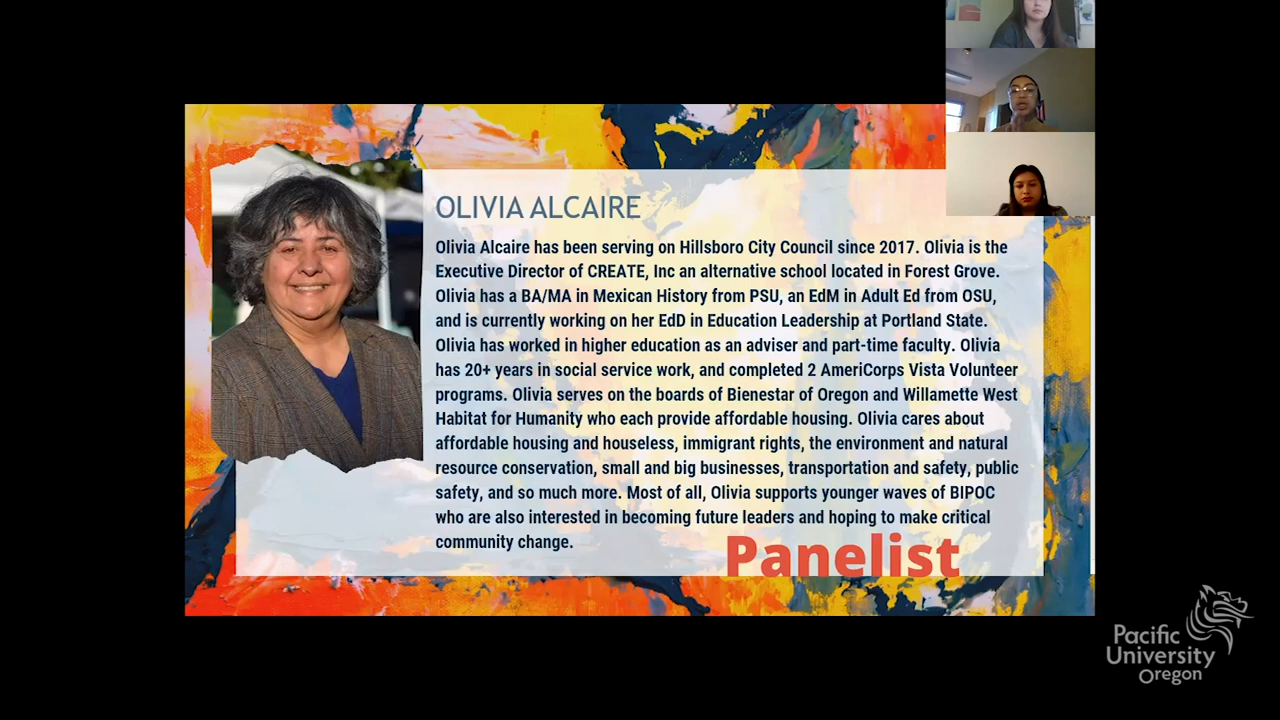 OLIVIA ALCAIRE
Olivia Alcaire has been serving on Hillsboro City Council since 2017. Olivia is the
Executive Director of CREATE, Inc an alternative school located in Forest Grove.
Olivia has a BA/MA in Mexican History from PSU, an EdM in Adult Ed from OSU,
and is currently working on her EdD in Education Leadership at Portland State.
Olivia has worked in higher education as an adviser and part-time faculty. Olivia
has 20+ years in social service work, and completed 2 AmeriCorps Vista Volunteer
programs. Olivia serves on the boards of Bienestar of Oregon and Willamette West
Habitat for Humanity who each provide affordable housing. Olivia cares about
affordable housing and houseless, immigrant rights, the environment and natural
resource conservation, small and big businesses, transportation and safety, public
safety, and so much more. Most of all, Olivia supports younger waves of BIPOC
who are also interested in becoming future leaders and hoping to make critical
community change.
Panelist
Pacific
University
Oregon